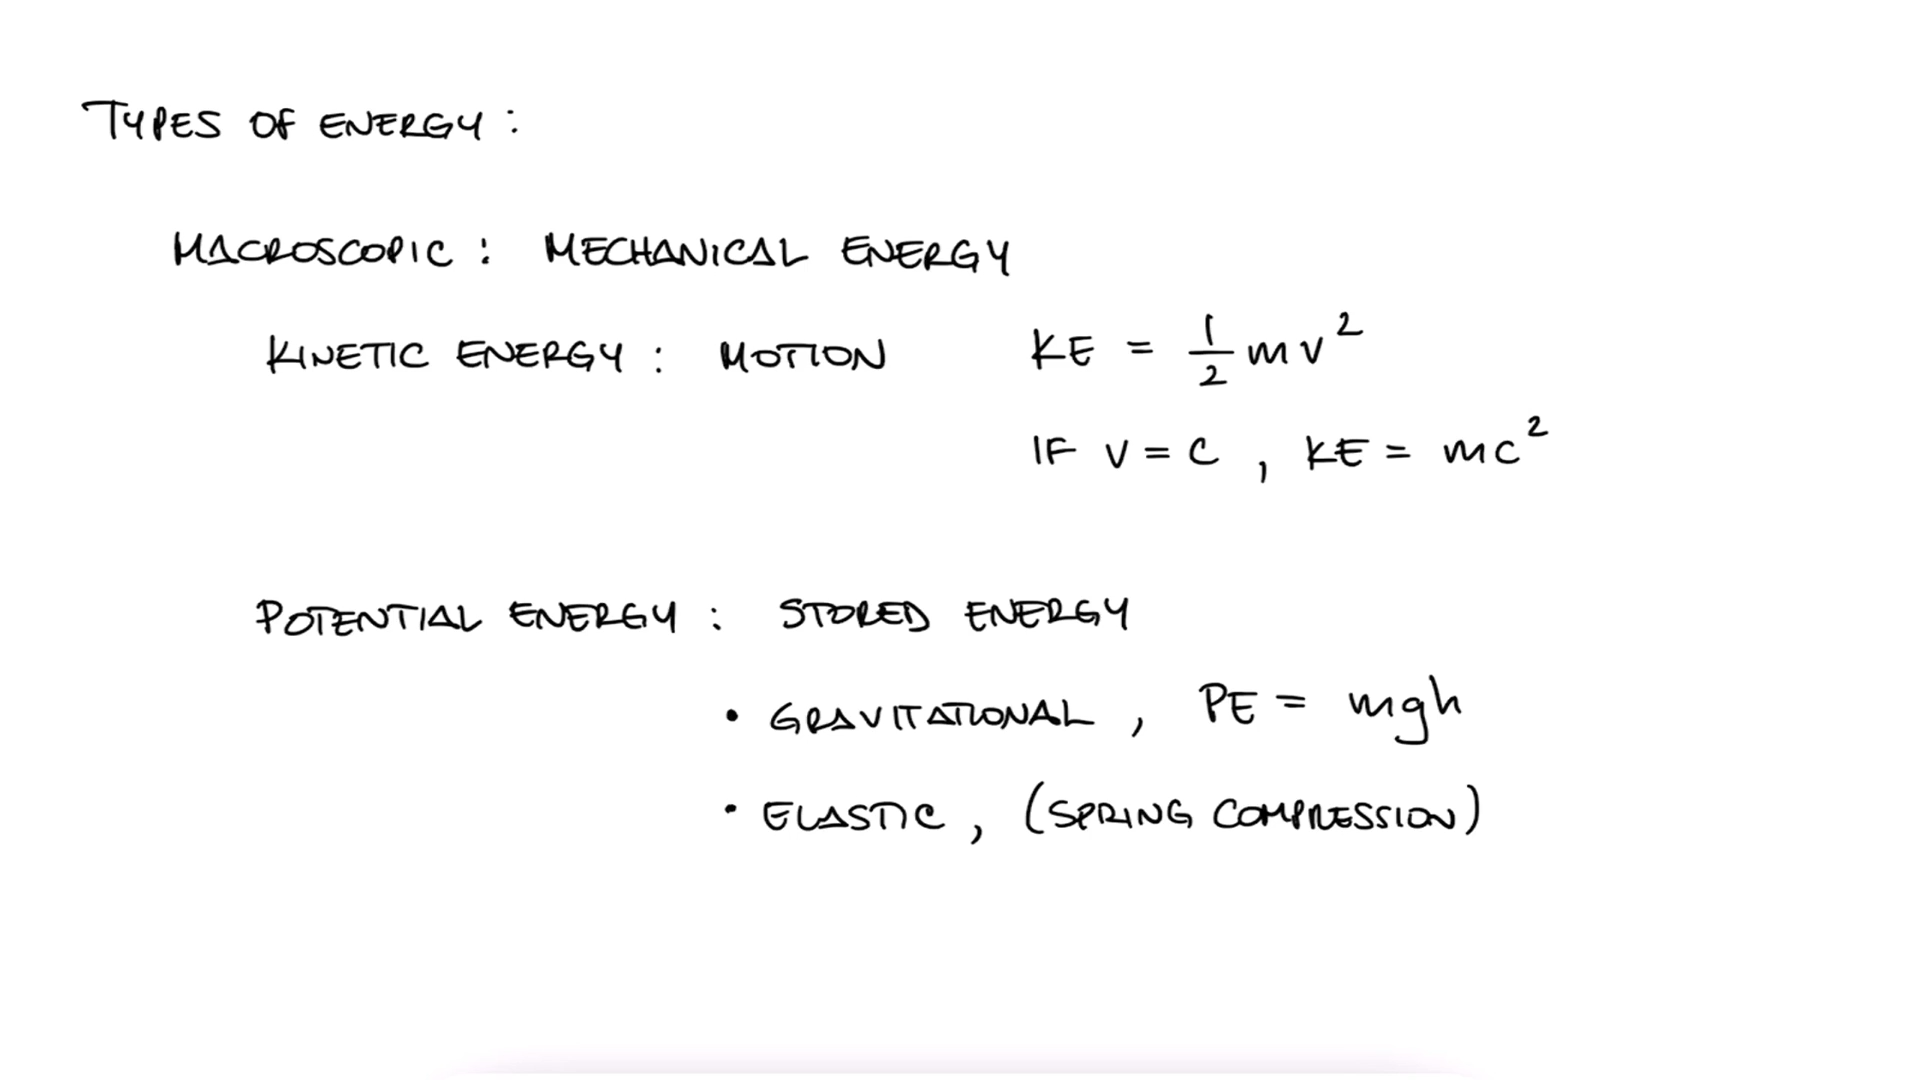 TYPES OF ENERGY:
MACROSCOPIC: MECHANICAL ENERGY
KINETIC ENERGY: MOTION KE = 1/2 mv²
IF v = c, KE = mc²
POTENTIAL ENERGY: STORED ENERGY
• GRAVITATIONAL, PE = mgh
• ELASTIC, (SPRING COMPRESSION)